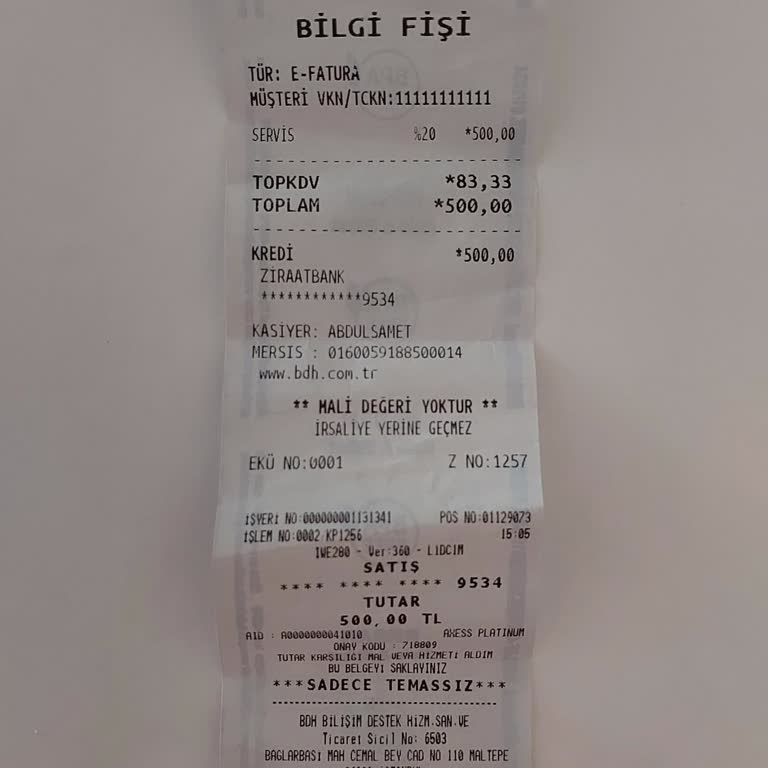 BİLGİ FİŞİ
TÜR: E-FATURA
MÜŞTERİ VKN/TCKN:11111111111
SERVİS %20 *500,00
TOPKDV *83,33
TOPLAM *500,00
KREDİ *500,00
ZİRAATBANK
************9534
KASİYER: ABDULSAMET
MERSIS : 0160059188500014
www.bdh.com.tr
** MALİ DEĞERİ YOKTUR **
İRSALİYE YERİNE GEÇMEZ
EKÜ NO:0001 Z NO:1257
İŞYERİ NO:000000001131341 POS NO:01129073
İŞLEM NO:0002 KP1256 15:05
IWE280 - Ver:360 - LIDCIM
SATIŞ
**** **** **** 9534
TUTAR
500,00 TL
AID : A0000000041010 AXESS PLATINUM
ONAY KODU : 718809
TUTAR KARŞILIĞI MAL VEYA HİZMETİ ALDIM
BU BELGEYİ SAKLAYINIZ
***SADECE TEMASSIZ***
BDH BİLİŞİM DESTEK HİZM.SAN.VE
Ticaret Sicil No: 6503
BAGLARBASI MAH CEMAL BEY CAD NO 110 MALTEPE